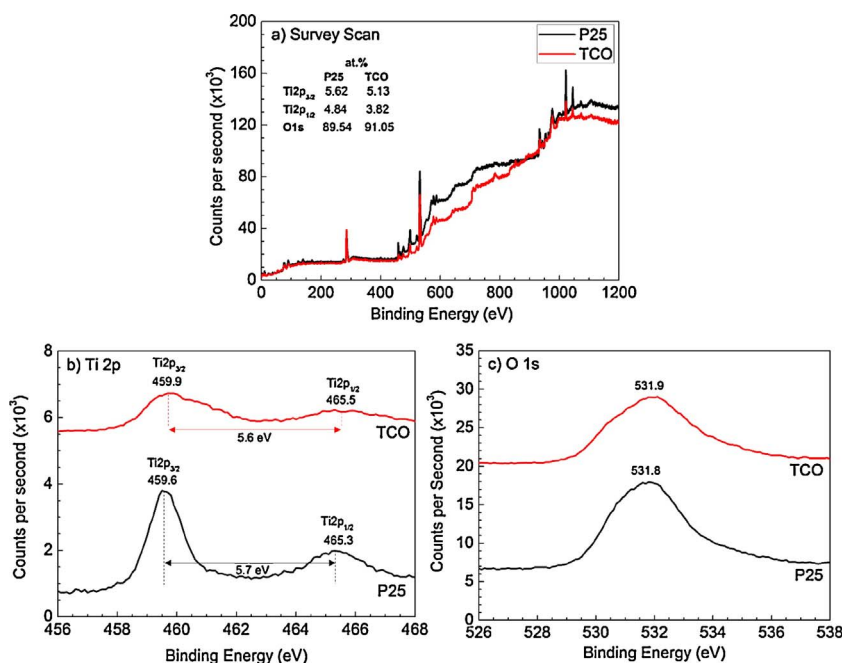 a) Survey Scan
P25
TCO
at.%
P25 TCO
Ti2p₃/₂ 5.62 5.13
Ti2p₁/₂ 4.84 3.82
O1s 89.54 91.05
Counts per second (x10³)
200
160
120
80
40
0
0 200 400 600 800 1000 1200
Binding Energy (eV)
b) Ti 2p
Ti2p₃/₂
459.9
Ti2p₁/₂
465.5
5.6 eV
TCO
Ti2p₃/₂
459.6
Ti2p₁/₂
465.3
5.7 eV
P25
Counts per second (x10³)
8
6
4
2
0
456 458 460 462 464 466 468
Binding Energy (eV)
c) O 1s
531.9
TCO
531.8
P25
Counts per Second (x10³)
35
30
25
20
15
10
5
0
526 528 530 532 534 536 538
Binding Energy (eV)